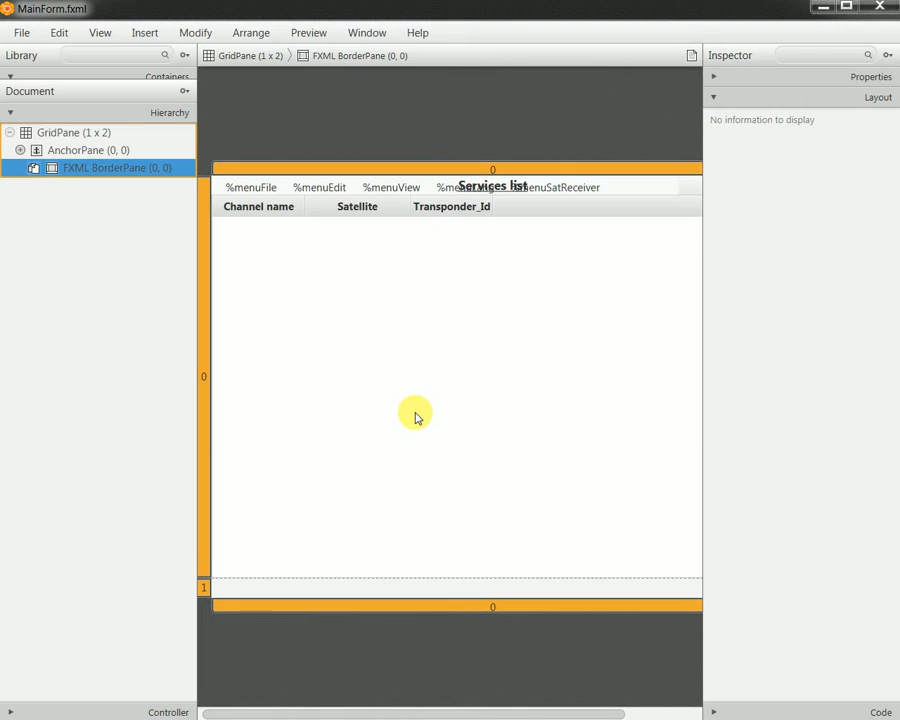 MainForm.fxml
File Edit View Insert Modify Arrange Preview Window Help
Library
GridPane (1 x 2) FXML BorderPane (0, 0)
Inspector
Containers
Properties
Document
Layout
Hierarchy
No information to display
GridPane (1 x 2)
AnchorPane (0, 0)
FXML BorderPane (0, 0)
0
%menuFile %menuEdit %menuView
Services list
Channel name Satellite Transponder_Id
0
1
0
Controller
Code